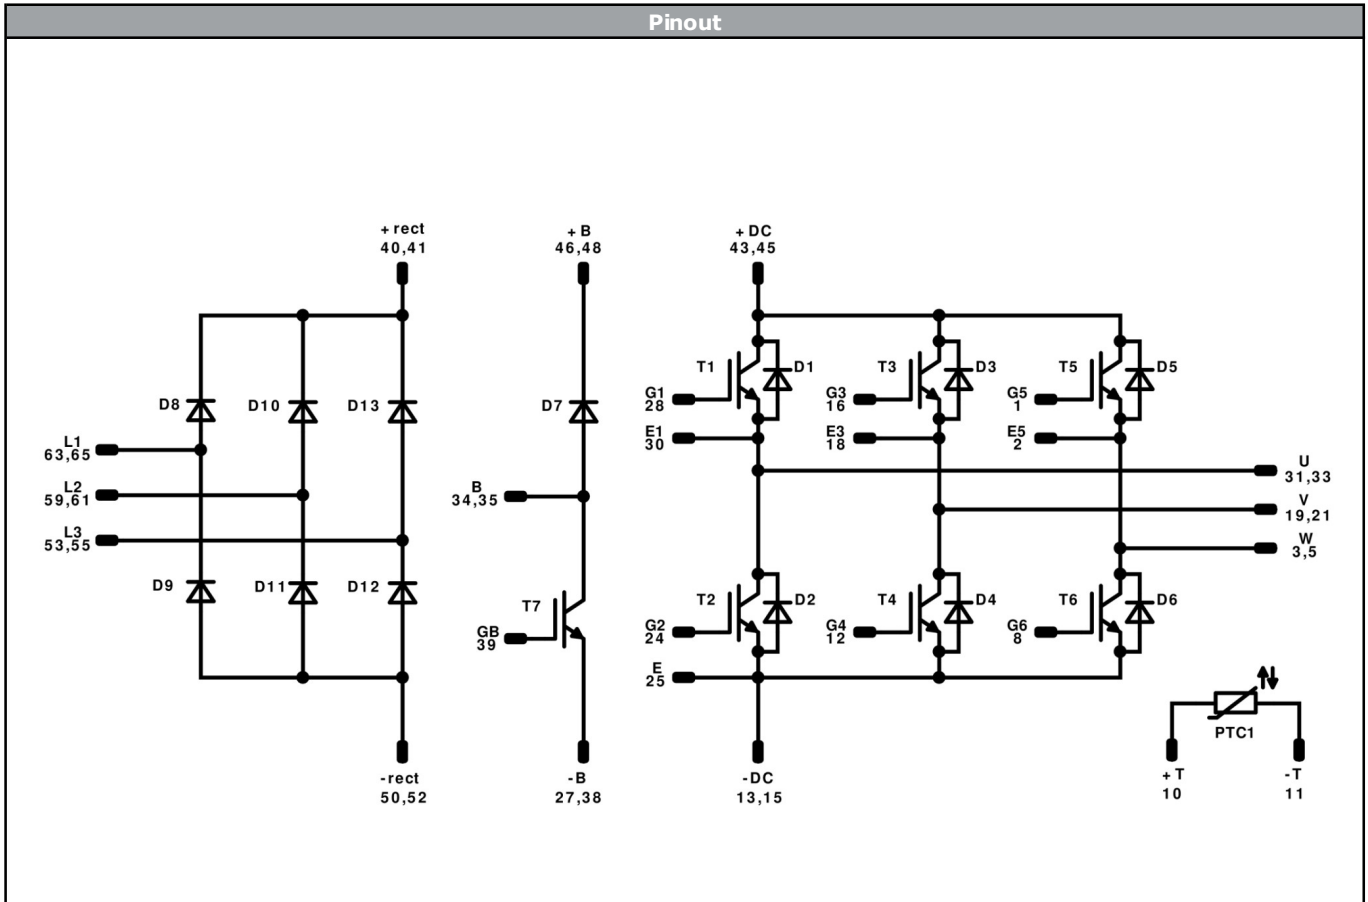 Pinout
+ rect
40,41
+ B
46,48
+ DC
43,45
T1
D1
T3
D3
T5
D5
G1
28
G3
16
G5
1
D8
D10
D13
D7
E1
30
E3
18
E5
2
L1
63,65
U
31,33
L2
59,61
B
34,35
V
19,21
L3
53,55
W
3,5
D9
D11
D12
T7
T2
D2
T4
D4
T6
D6
GB
39
G2
24
G4
12
G6
8
E
25
PTC1
-rect
50,52
-B
27,38
-DC
13,15
+T
10
-T
11